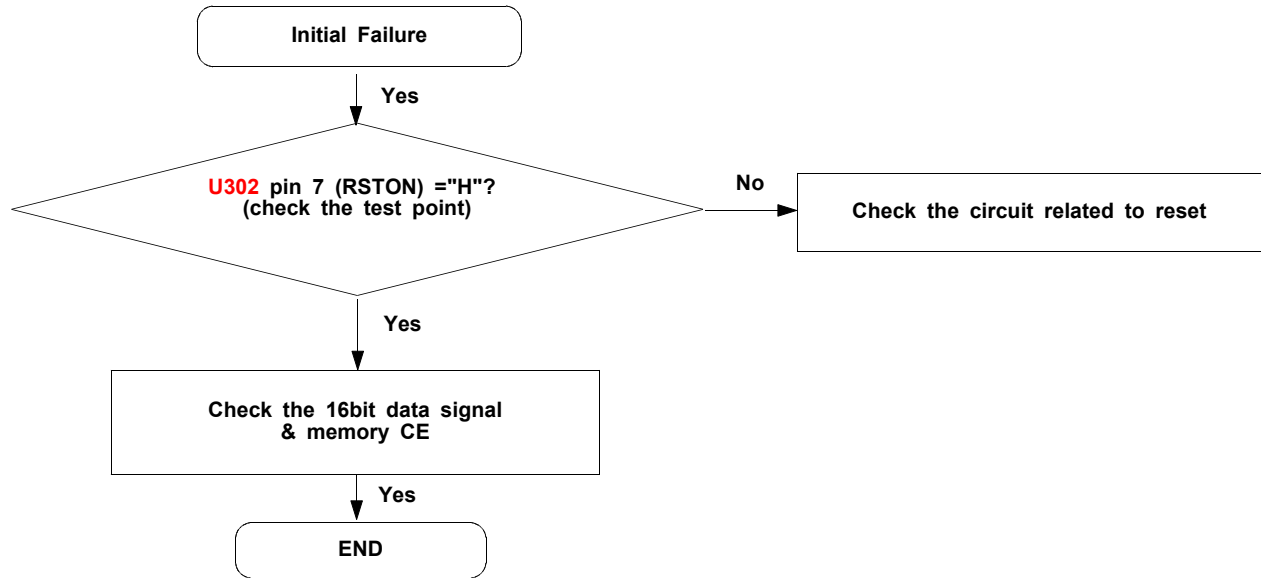 Initial Failure
Yes
U302 pin 7 (RSTON) ="H"?
(check the test point)
No
Check the circuit related to reset
Yes
Check the 16bit data signal
& memory CE
Yes
END